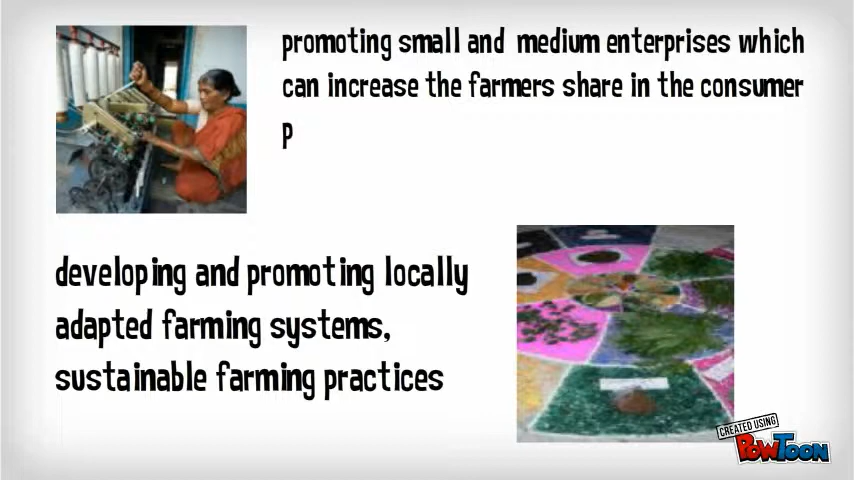 promoting small and medium enterprises which
can increase the farmers share in the consumer
p
developing and promoting locally
adapted farming systems,
sustainable farming practices
CREATED USING
POWTOON